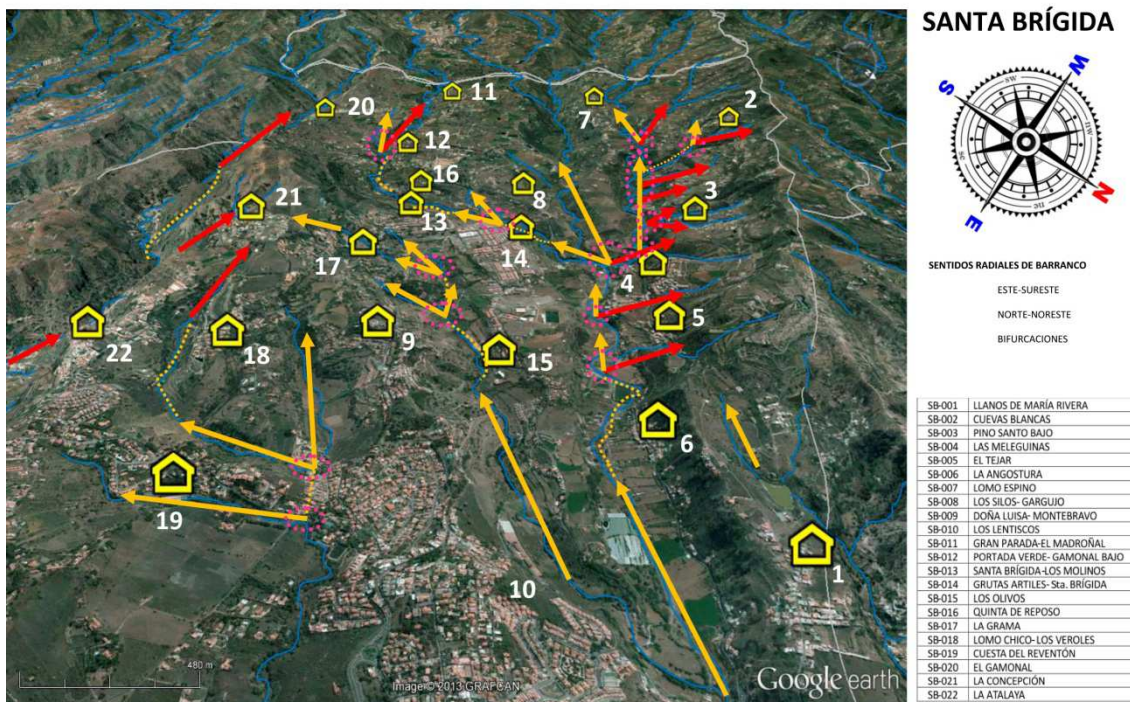 SANTA BRÍGIDA
20
11
7
2
12
16
8
3
21
13
14
17
4
5
22
18
9
15
6
19
10
1
SW
W
S
N
E
SENTIDOS RADIALES DE BARRANCO
ESTE-SURESTE
NORTE-NORESTE
BIFURCACIONES
SB-001 LLANOS DE MARÍA RIVERA
SB-002 CUEVAS BLANCAS
SB-003 PINO SANTO BAJO
SB-004 LAS MELEGUINAS
SB-005 EL TEJAR
SB-006 LA ANGOSTURA
SB-007 LOMO ESPINO
SB-008 LOS SILOS- GARGUJO
SB-009 DOÑA LUISA- MONTEBRAVO
SB-010 LOS LENTISCOS
SB-011 GRAN PARADA-EL MADROÑAL
SB-012 PORTADA VERDE- GAMONAL BAJO
SB-013 SANTA BRÍGIDA-LOS MOLINOS
SB-014 GRUTAS ARTILES- Sta. BRÍGIDA
SB-015 LOS OLIVOS
SB-016 QUINTA DE REPOSO
SB-017 LA GRAMA
SB-018 LOMO CHICO-LOS VEROLES
SB-019 CUESTA DEL REVENTÓN
SB-020 EL GAMONAL
SB-021 LA CONCEPCIÓN
SB-022 LA ATALAYA
480 m
Image © 2013 GRAFCAN
Google earth